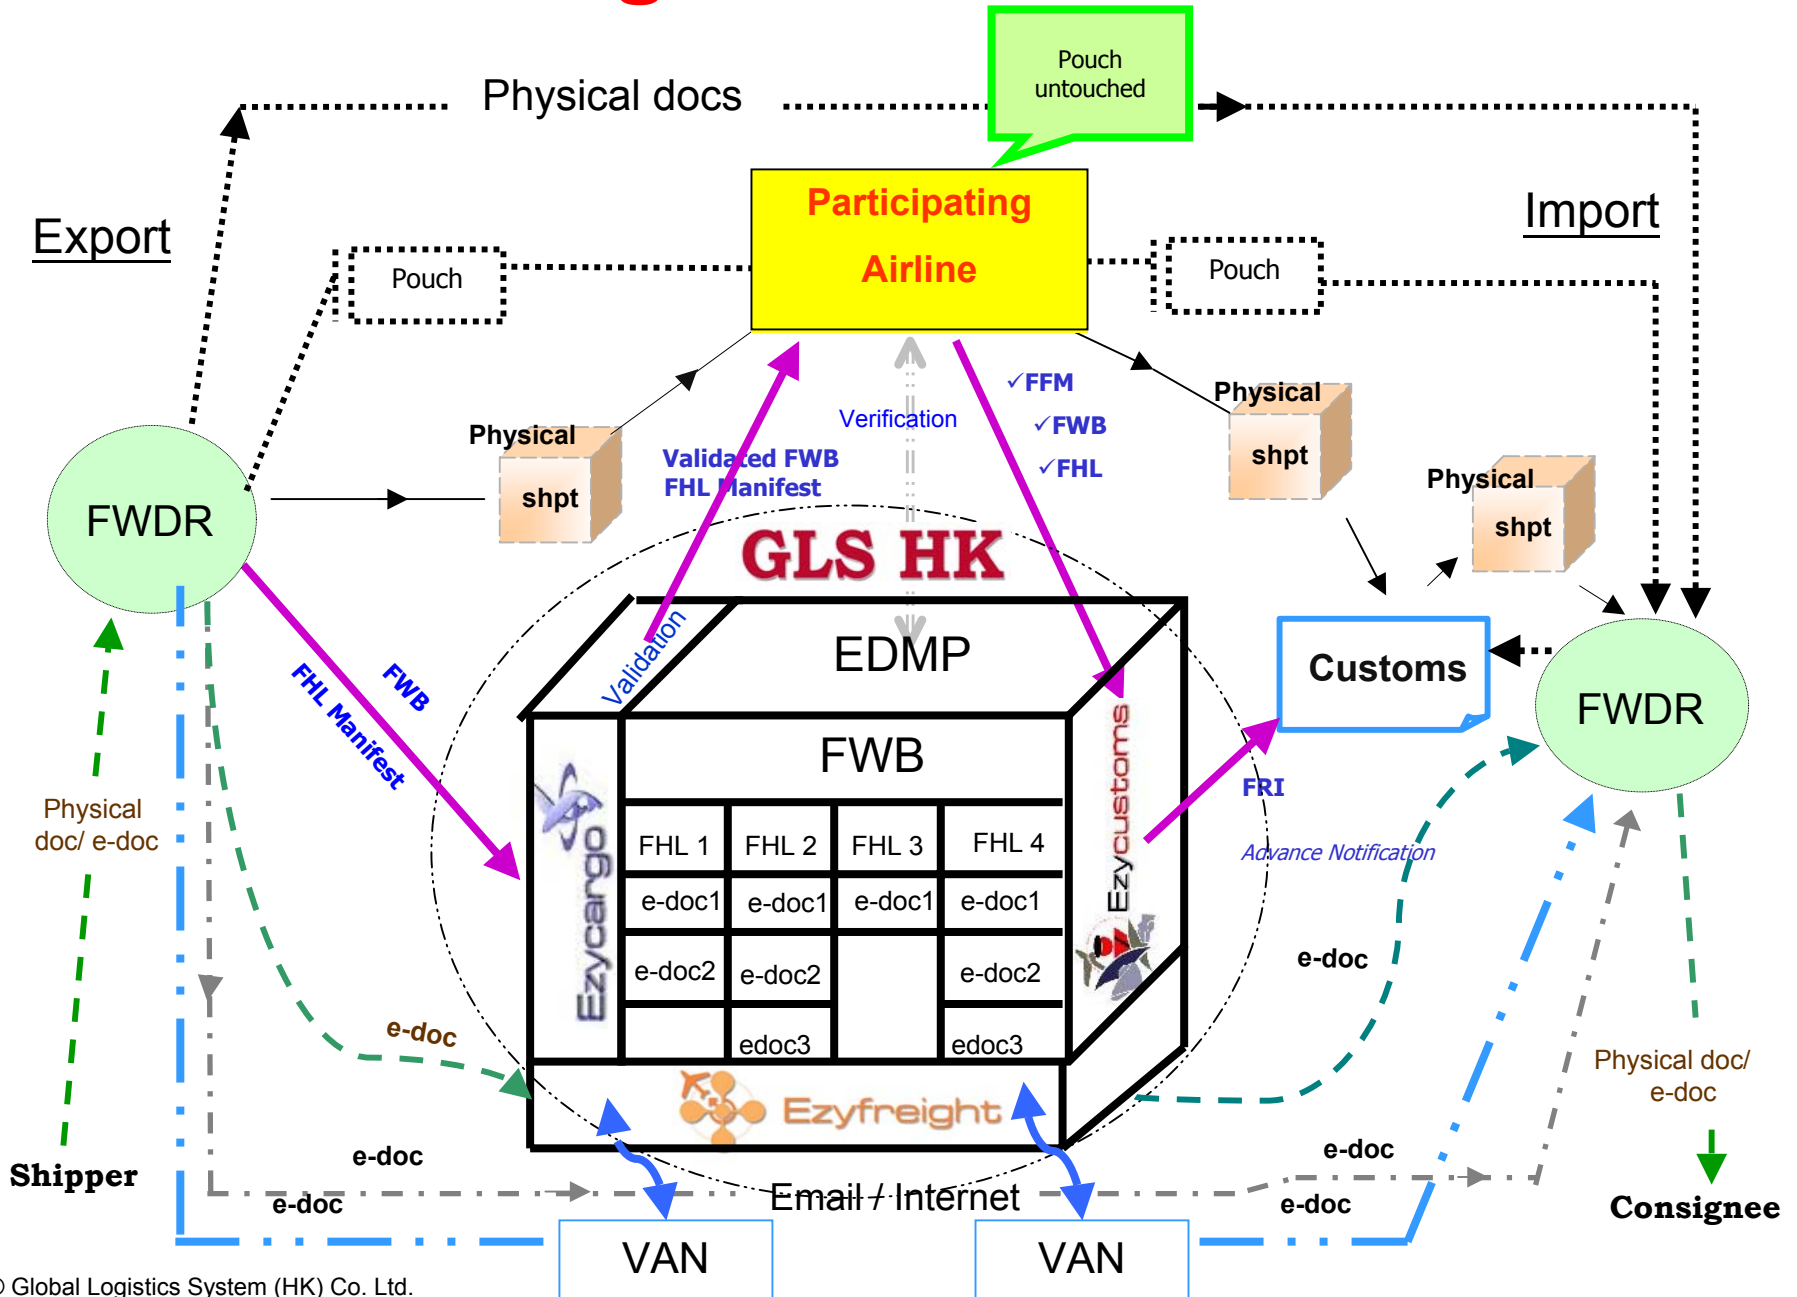 Pouch
untouched
Physical docs
Participating
Airline
Export
Import
Pouch
Pouch
✓FFM
✓FWB
✓FHL
Verification
Physical
shpt
Validated FWB
FHL Manifest
Physical
shpt
Physical
shpt
FWDR
GLS HK
Validation
EDMP
Customs
FWDR
FWB
FHL Manifest
FWB
Ezycargo
Ezycustoms
FRI
Advance Notification
FHL 1
FHL 2
FHL 3
FHL 4
e-doc1
e-doc1
e-doc1
e-doc1
e-doc2
e-doc2
e-doc2
edoc3
edoc3
Physical
doc/ e-doc
e-doc
e-doc
Ezyfreight
Physical doc/
e-doc
Shipper
e-doc
e-doc
Email / Internet
e-doc
e-doc
Consignee
VAN
VAN
Global Logistics System (HK) Co. Ltd.